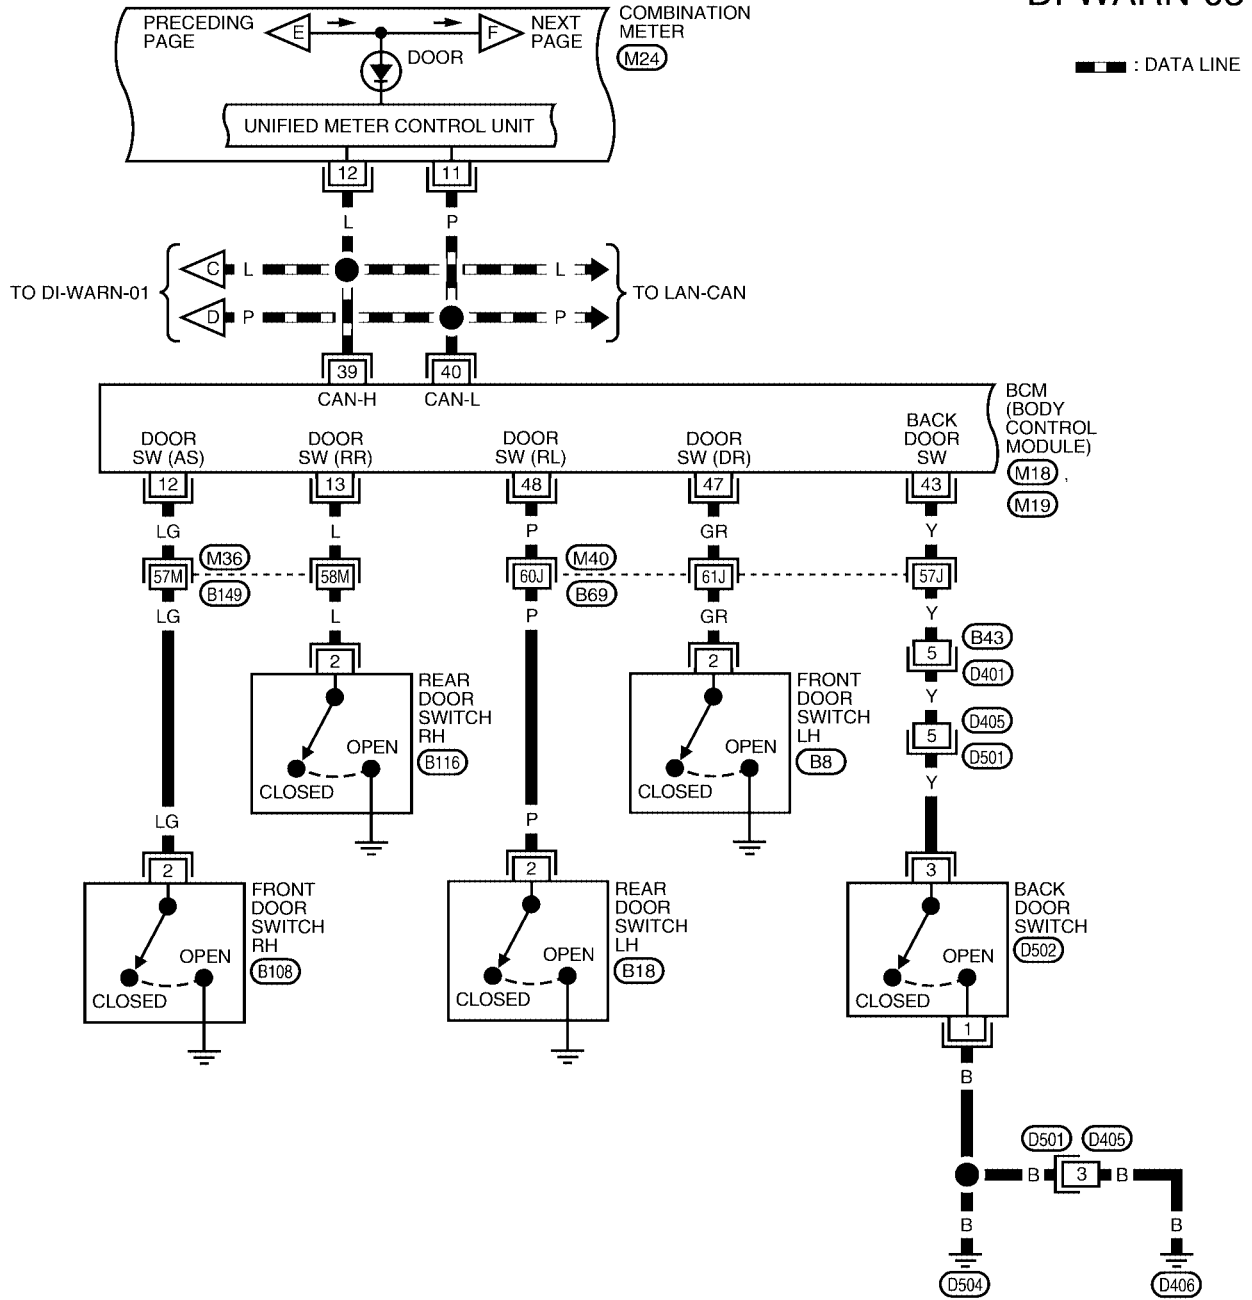 PRECEDING
PAGE
E
F
NEXT
PAGE
COMBINATION
METER
M24
DOOR
: DATA LINE
UNIFIED METER CONTROL UNIT
12
11
L
P
C
L
L
TO DI-WARN-01
TO LAN-CAN
D
P
P
39
40
CAN-H
CAN-L
BCM
(BODY
CONTROL
MODULE)
M18 ,
M19
DOOR
SW (AS)
DOOR
SW (RR)
DOOR
SW (RL)
DOOR
SW (DR)
BACK
DOOR
SW
12
13
48
47
43
LG
L
P
GR
Y
M36
M40
57M
58M
60J
61J
57J
B149
B69
LG
L
P
GR
Y
B43
5
D401
Y
D405
5
D501
Y
2
REAR
DOOR
SWITCH
RH
B116
OPEN
CLOSED
2
FRONT
DOOR
SWITCH
LH
B8
OPEN
CLOSED
LG
P
2
FRONT
DOOR
SWITCH
RH
B108
OPEN
CLOSED
2
REAR
DOOR
SWITCH
LH
B18
OPEN
CLOSED
3
BACK
DOOR
SWITCH
D502
OPEN
CLOSED
1
B
D501
D405
B
3
B
B
B
D504
D406